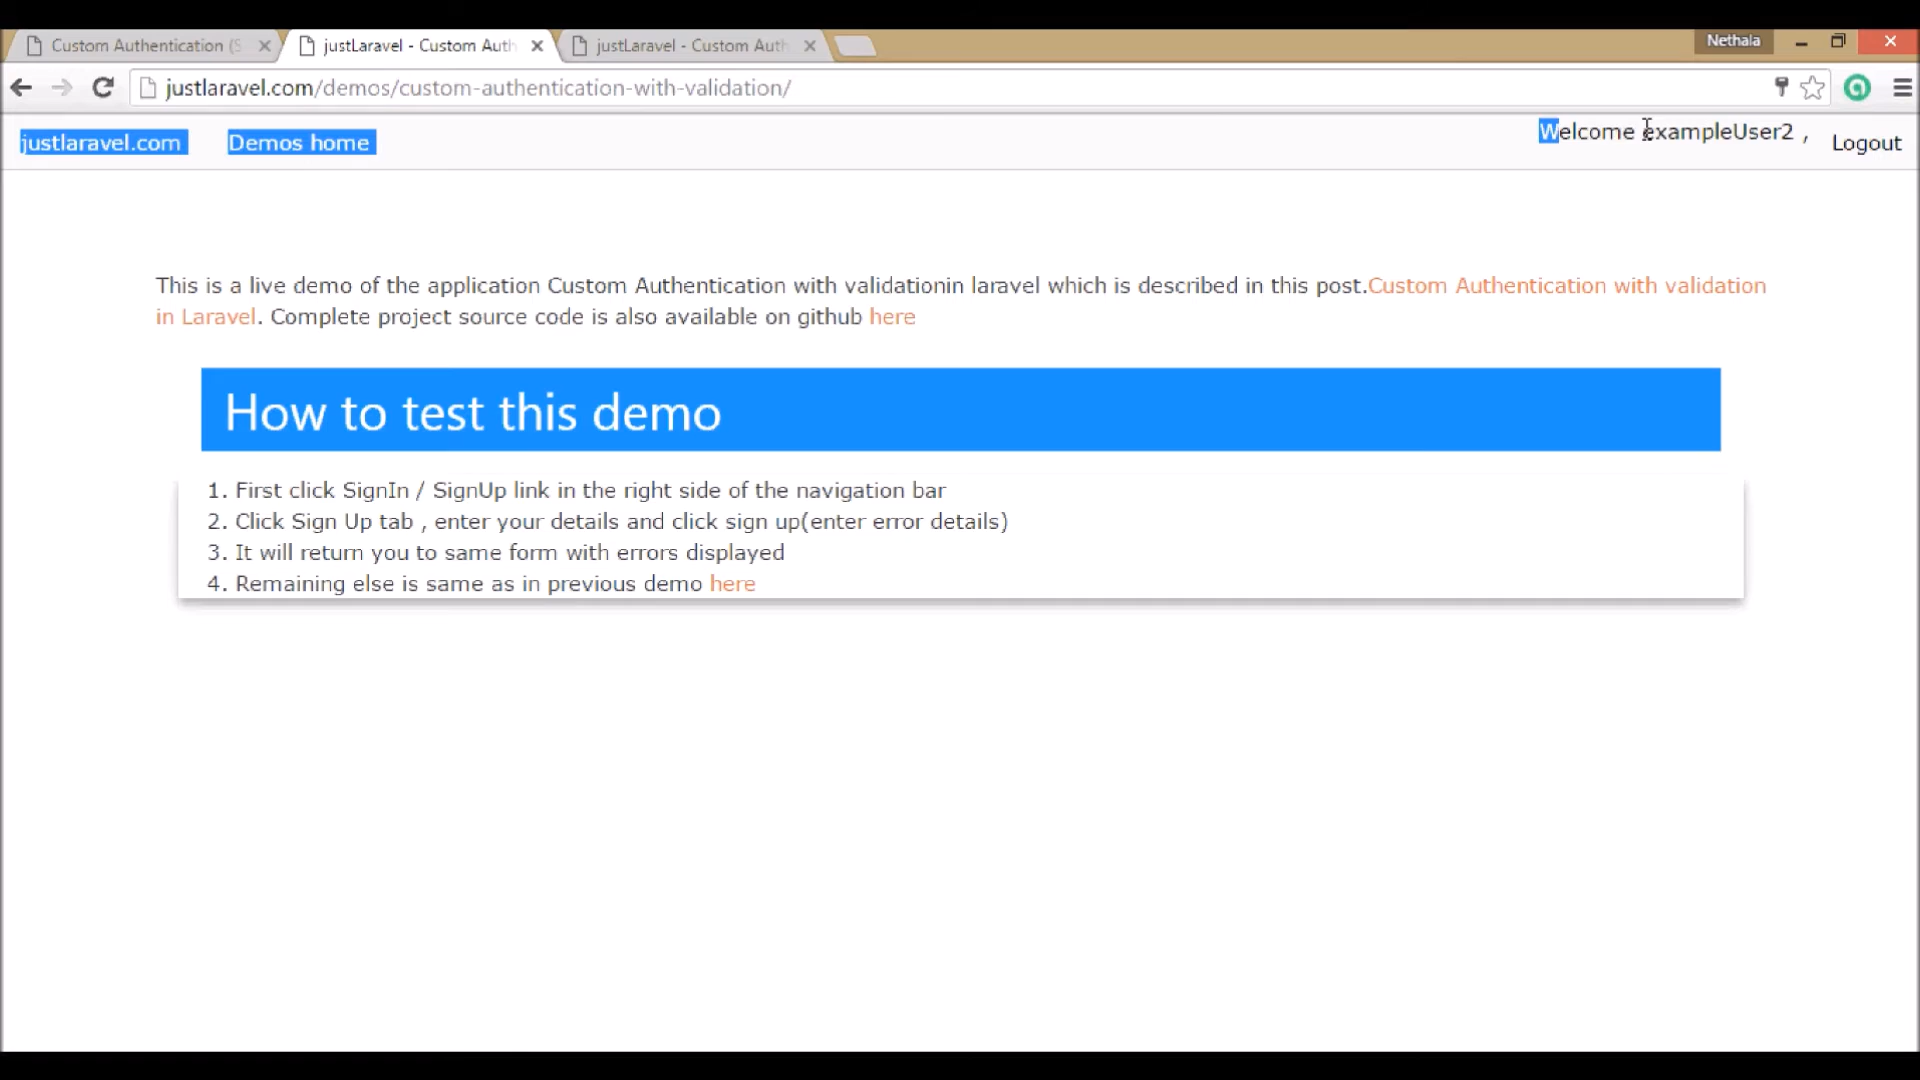 Custom Authentication (S
justLaravel - Custom Auth
justLaravel - Custom Auth
Nethala
justlaravel.com/demos/custom-authentication-with-validation/
justlaravel.com Demos home Welcome exampleUser2 , Logout
This is a live demo of the application Custom Authentication with validationin laravel which is described in this post.Custom Authentication with validation
in Laravel. Complete project source code is also available on github here
How to test this demo
1. First click SignIn / SignUp link in the right side of the navigation bar
2. Click Sign Up tab , enter your details and click sign up(enter error details)
3. It will return you to same form with errors displayed
4. Remaining else is same as in previous demo here